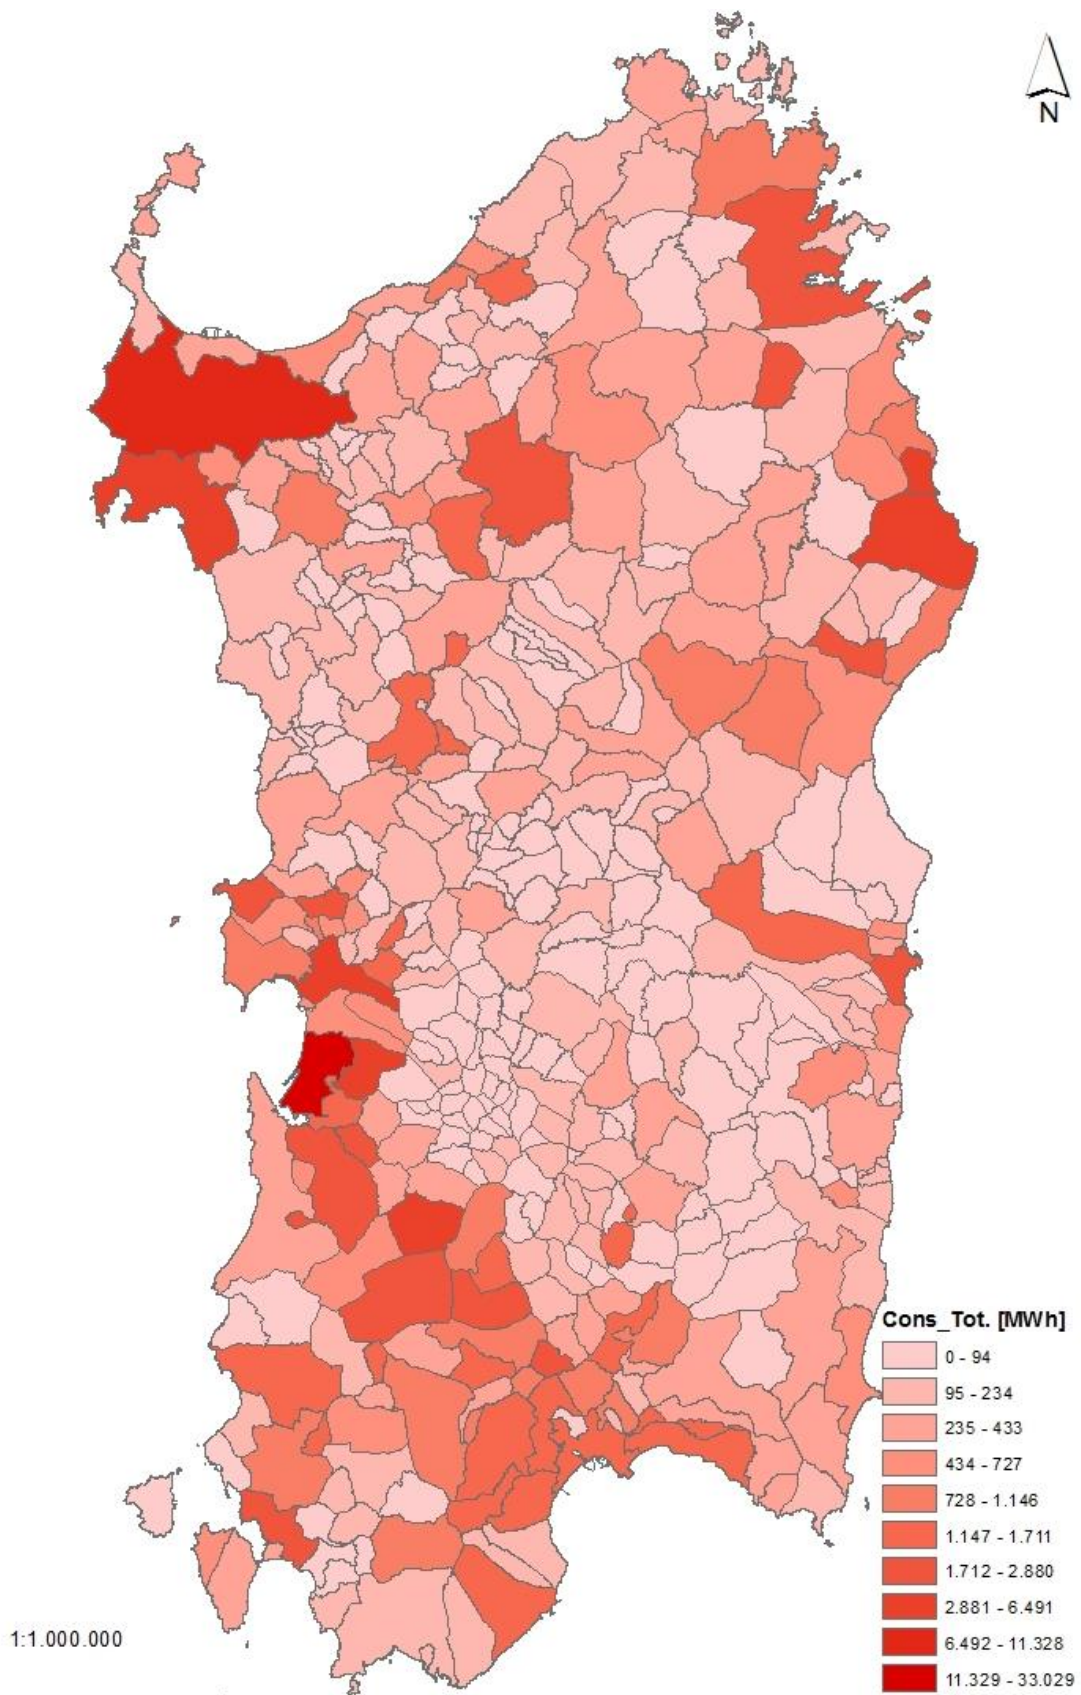 N
Cons_Tot. [MWh]
0 - 94
95 - 234
235 - 433
434 - 727
728 - 1.146
1.147 - 1.711
1.712 - 2.880
2.881 - 6.491
6.492 - 11.328
11.329 - 33.029
1:1.000.000